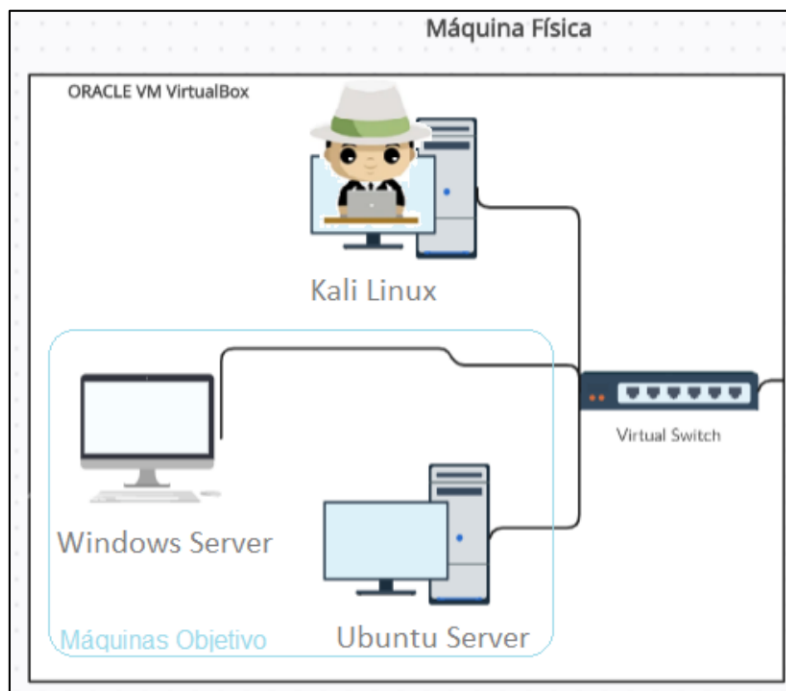 Máquina Física
ORACLE VM VirtualBox
Kali Linux
Virtual Switch
Windows Server
Ubuntu Server
Máquinas Objetivo